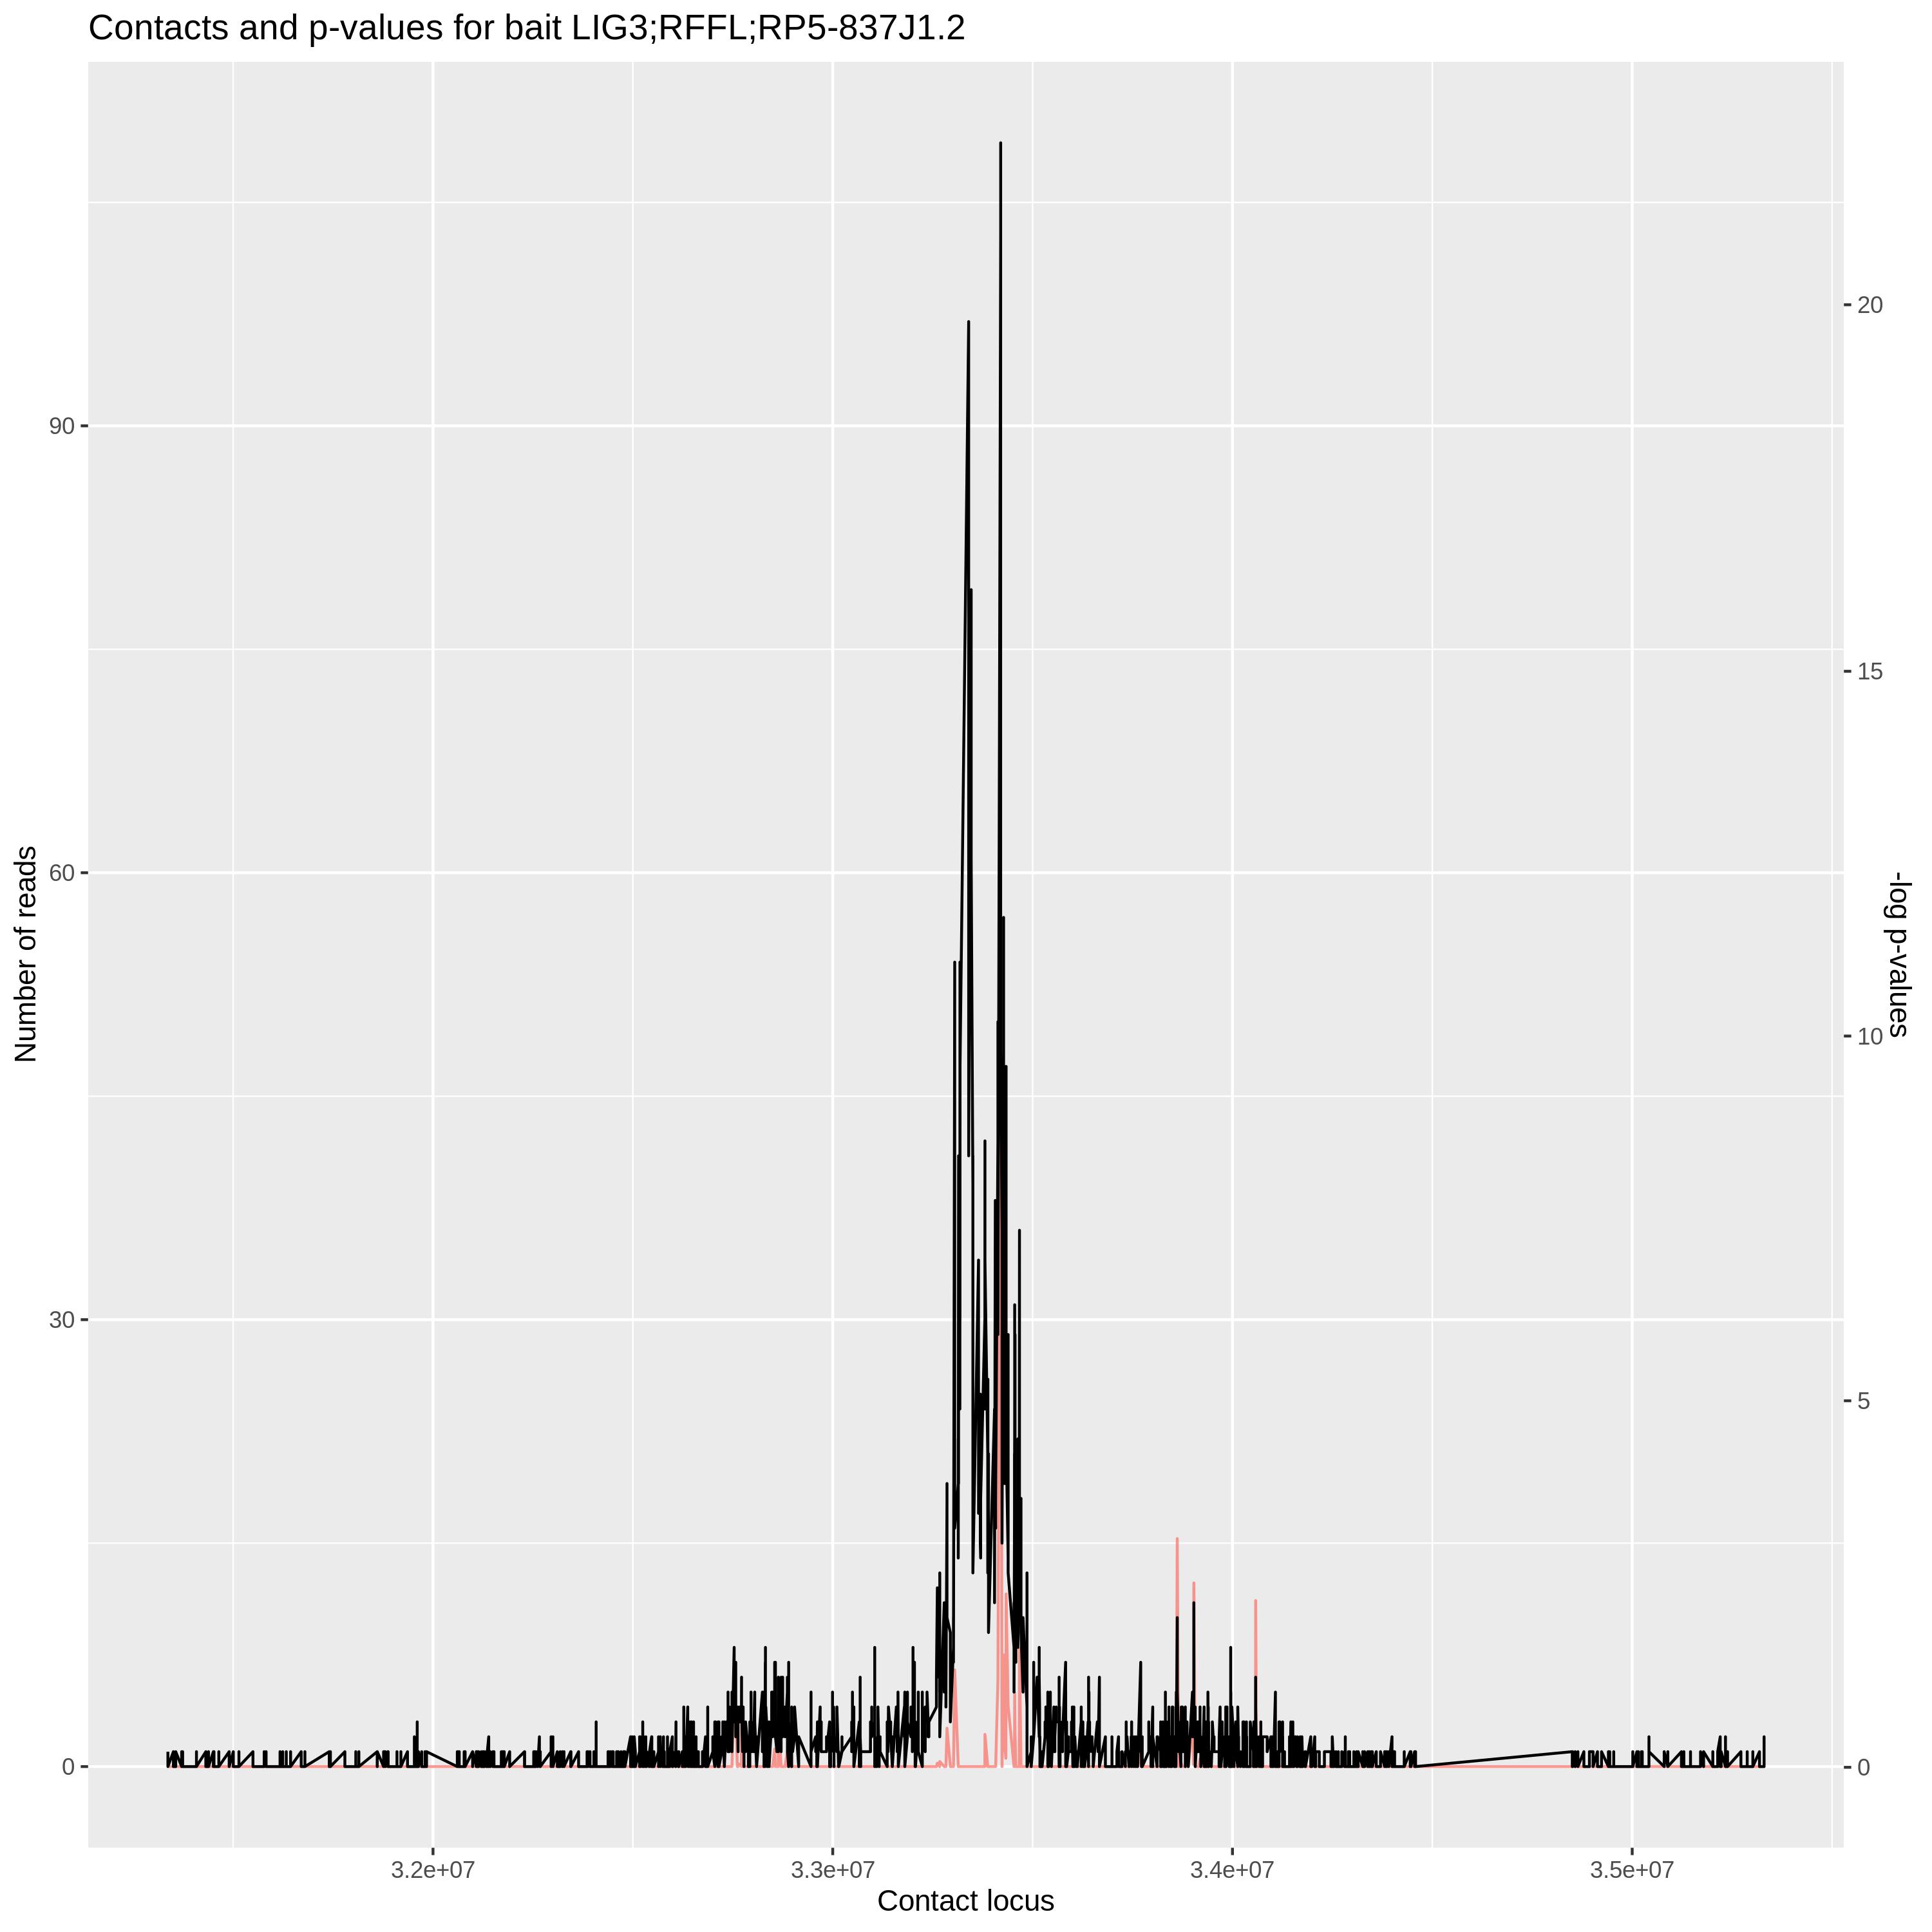 Contacts and p-values for bait LIG3;RFFL;RP5-837J1.2
Number of reads
90
60
30
0
20
15
10
5
0
-log p-values
3.2e+07
3.3e+07
3.4e+07
3.5e+07
Contact locus